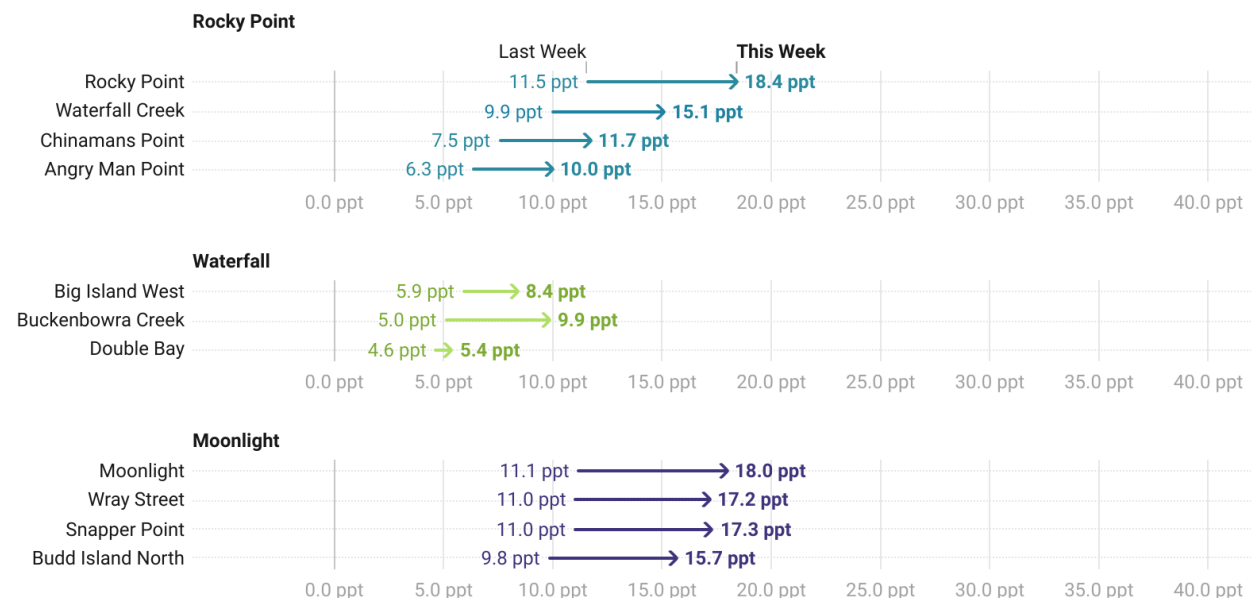 Rocky Point
Last Week This Week
Rocky Point 11.5 ppt 18.4 ppt
Waterfall Creek 9.9 ppt 15.1 ppt
Chinamans Point 7.5 ppt 11.7 ppt
Angry Man Point 6.3 ppt 10.0 ppt
0.0 ppt 5.0 ppt 10.0 ppt 15.0 ppt 20.0 ppt 25.0 ppt 30.0 ppt 35.0 ppt 40.0 ppt
Waterfall
Big Island West 5.9 ppt 8.4 ppt
Buckenbowra Creek 5.0 ppt 9.9 ppt
Double Bay 4.6 ppt 5.4 ppt
0.0 ppt 5.0 ppt 10.0 ppt 15.0 ppt 20.0 ppt 25.0 ppt 30.0 ppt 35.0 ppt 40.0 ppt
Moonlight
Moonlight 11.1 ppt 18.0 ppt
Wray Street 11.0 ppt 17.2 ppt
Snapper Point 11.0 ppt 17.3 ppt
Budd Island North 9.8 ppt 15.7 ppt
0.0 ppt 5.0 ppt 10.0 ppt 15.0 ppt 20.0 ppt 25.0 ppt 30.0 ppt 35.0 ppt 40.0 ppt